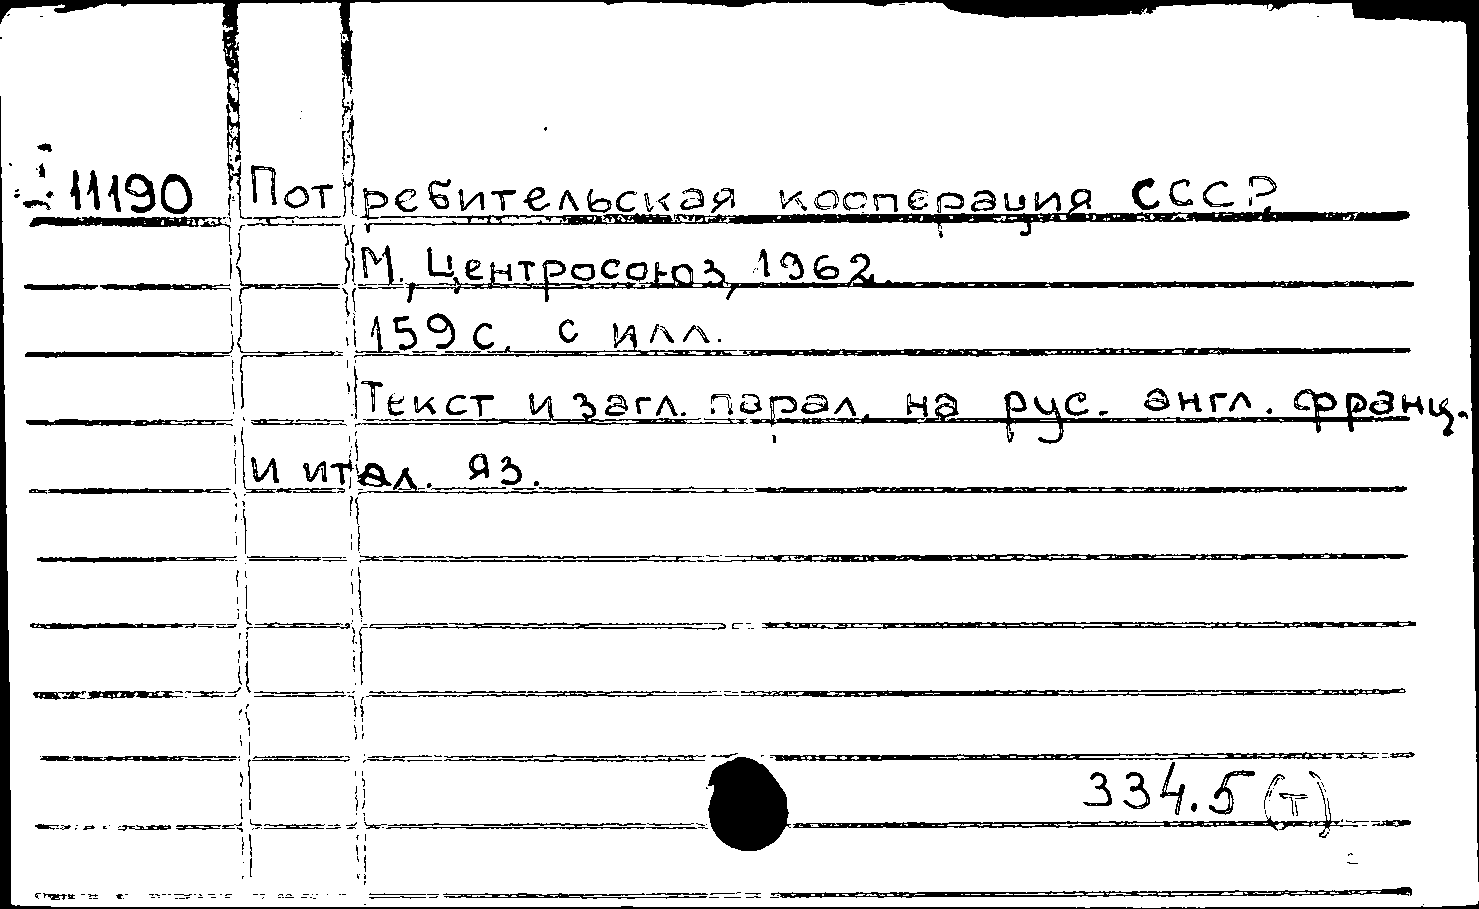 11190 Потребительская кооперация СССР
М., Центросоюз, 1962.
159 с. с илл.
Текст и загл. парал. на рус. англ. франц.
и итал. яз.
334.5 (т)